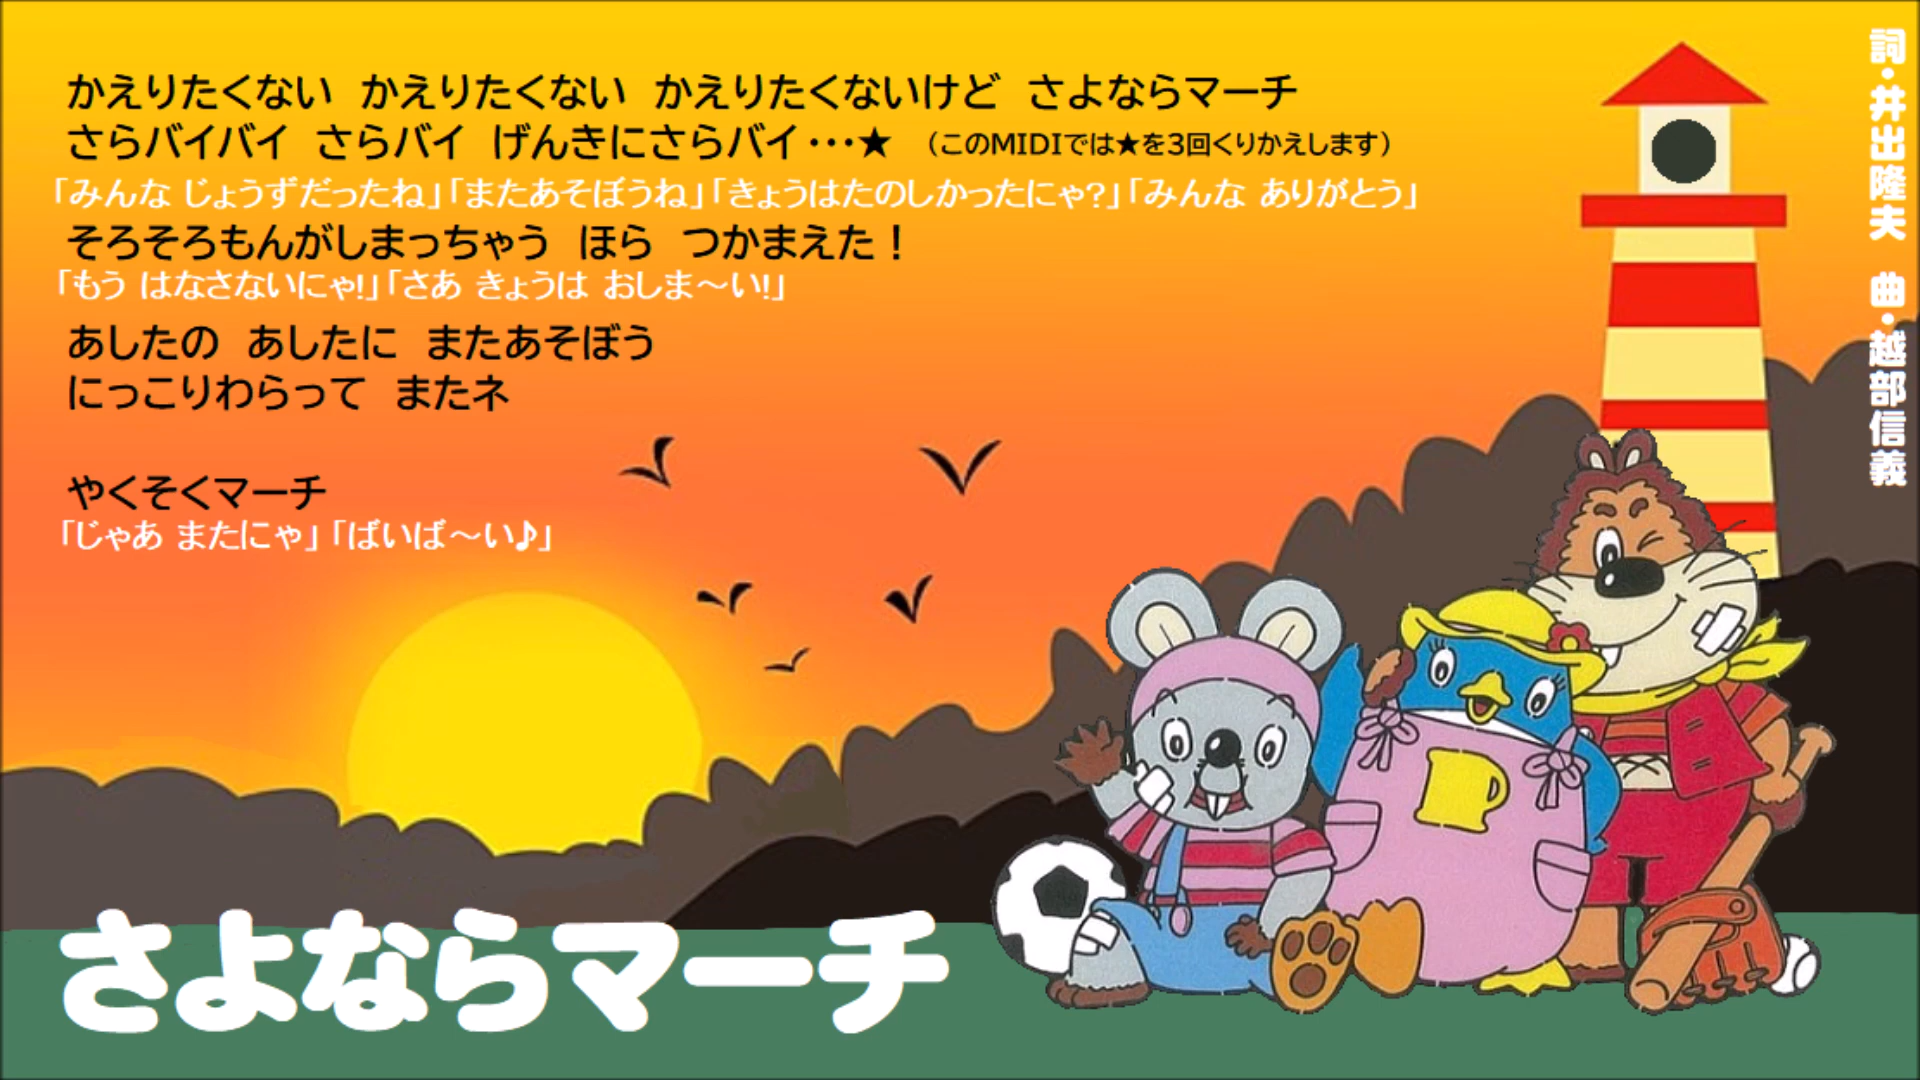 かえりたくない　かえりたくない　かえりたくないけど　さよならマーチ
さらバイバイ　さらバイ　げんきにさらバイ・・・★　（このMIDIでは★を3回くりかえします）
「みんな じょうずだったね」「またあそぼうね」「きょうはたのしかったにゃ?」「みんな ありがとう」
そろそろもんがしまっちゃう　ほら　つかまえた！
「もう はなさないにゃ!」「さあ きょうは おしま～い!」
あしたの　あしたに　またあそぼう
にっこりわらって　またネ
やくそくマーチ
「じゃあ またにゃ」「ばいば～い♪」
さよならマーチ
詞・井出隆夫　曲・越部信義